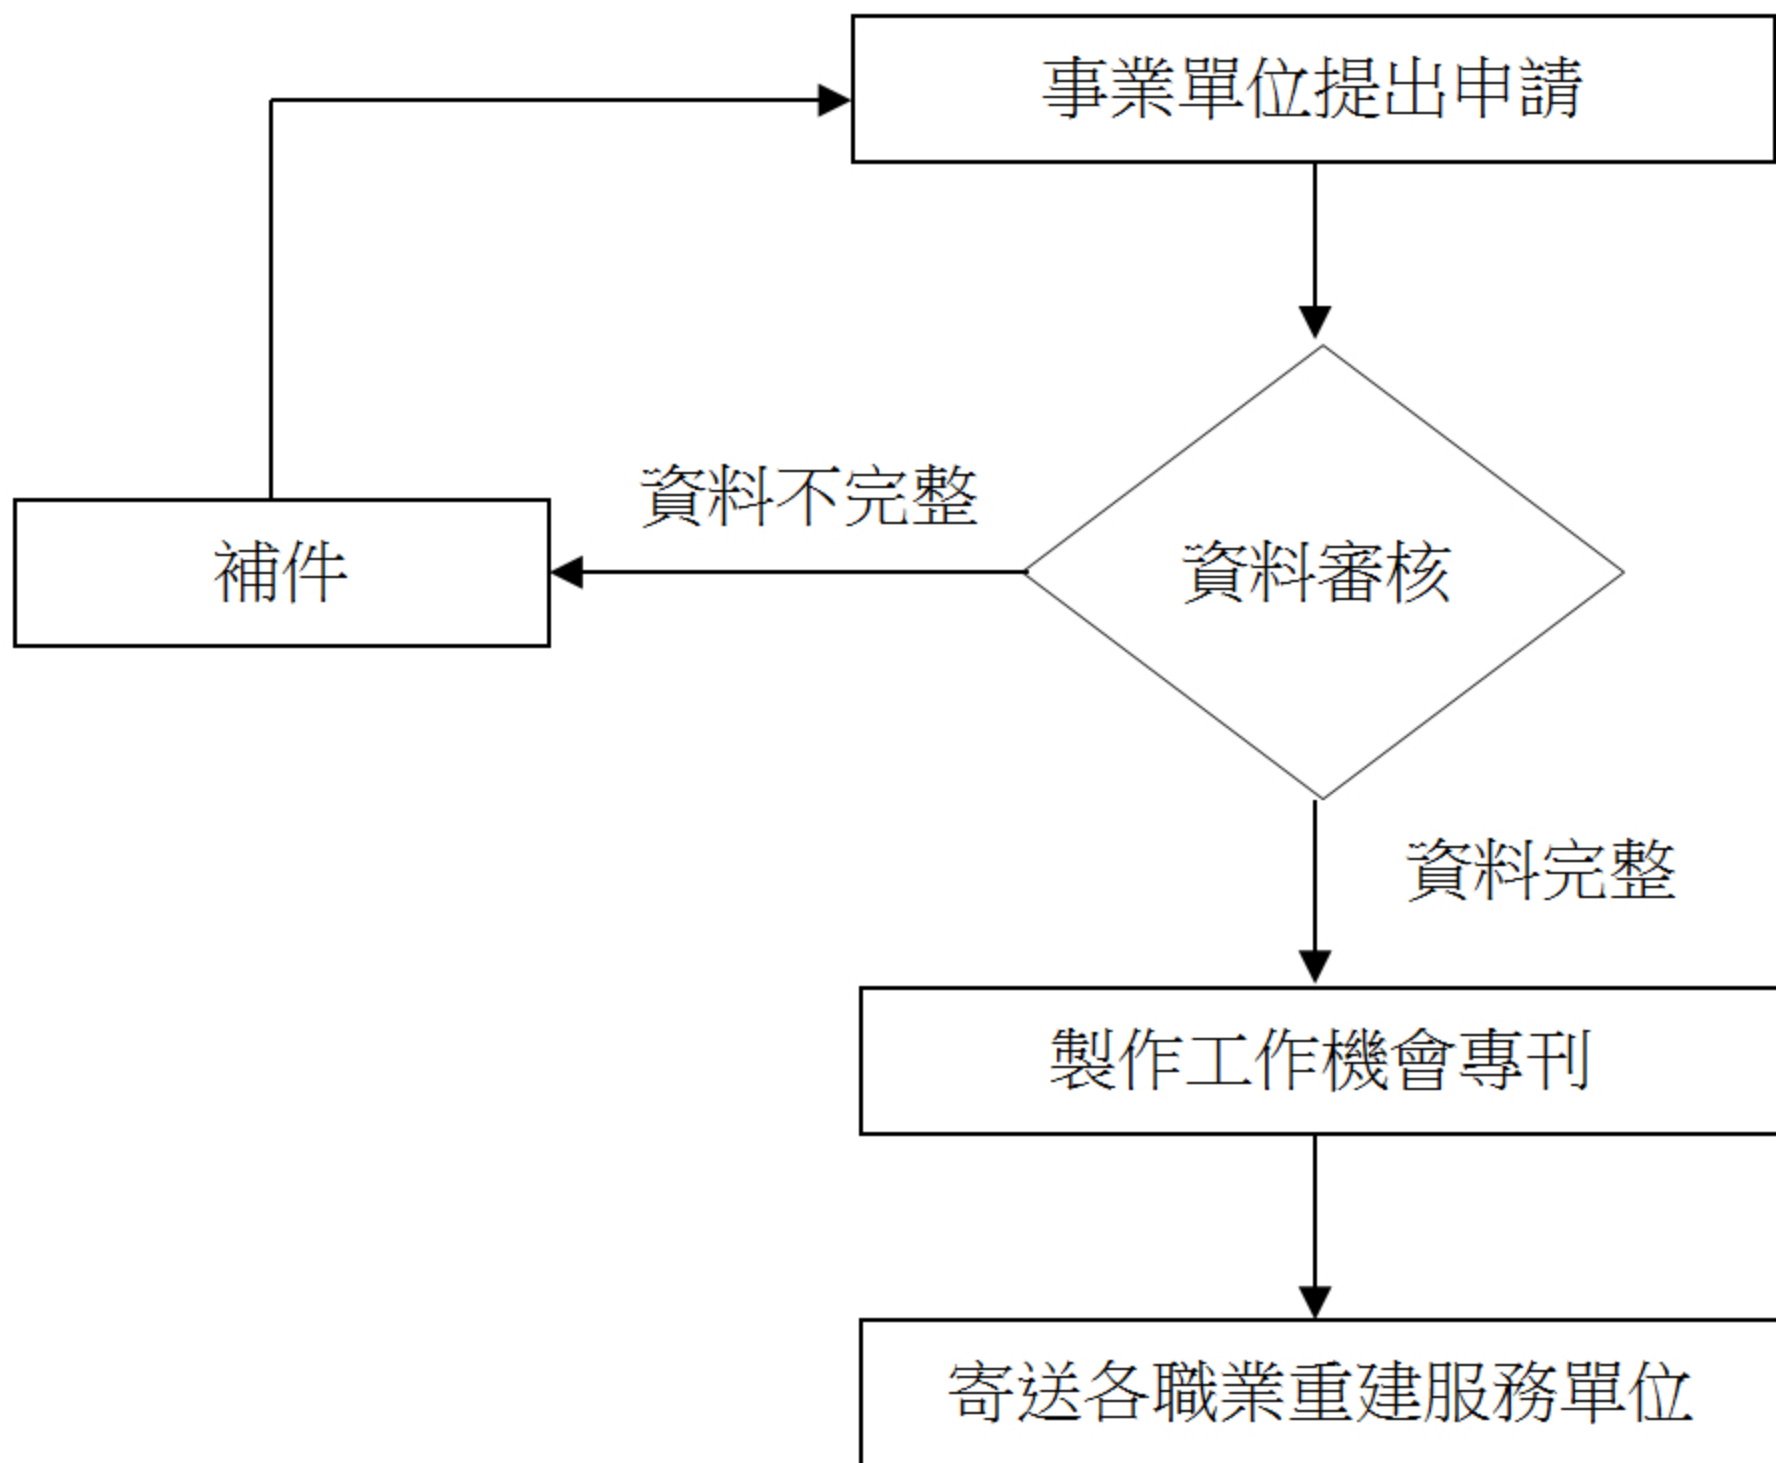 事業單位提出申請
資料不完整
補件
資料審核
資料完整
製作工作機會專刊
寄送各職業重建服務單位